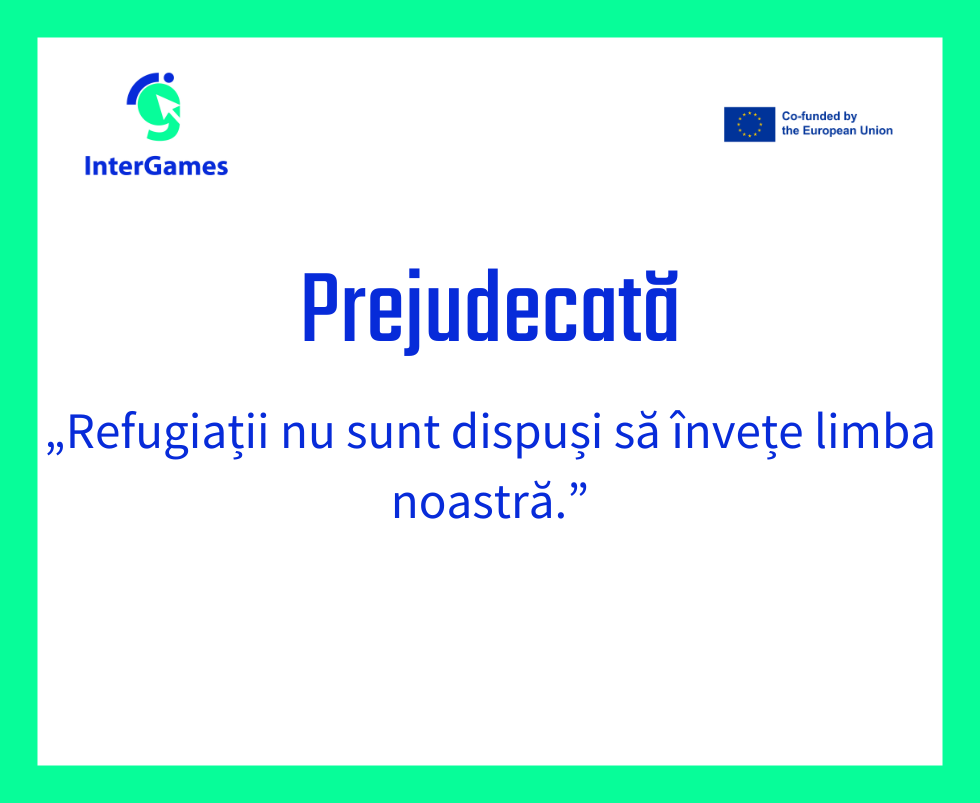 InterGames
Co-funded by
the European Union
Prejudecată
„Refugiații nu sunt dispuși să învețe limba
noastră.”